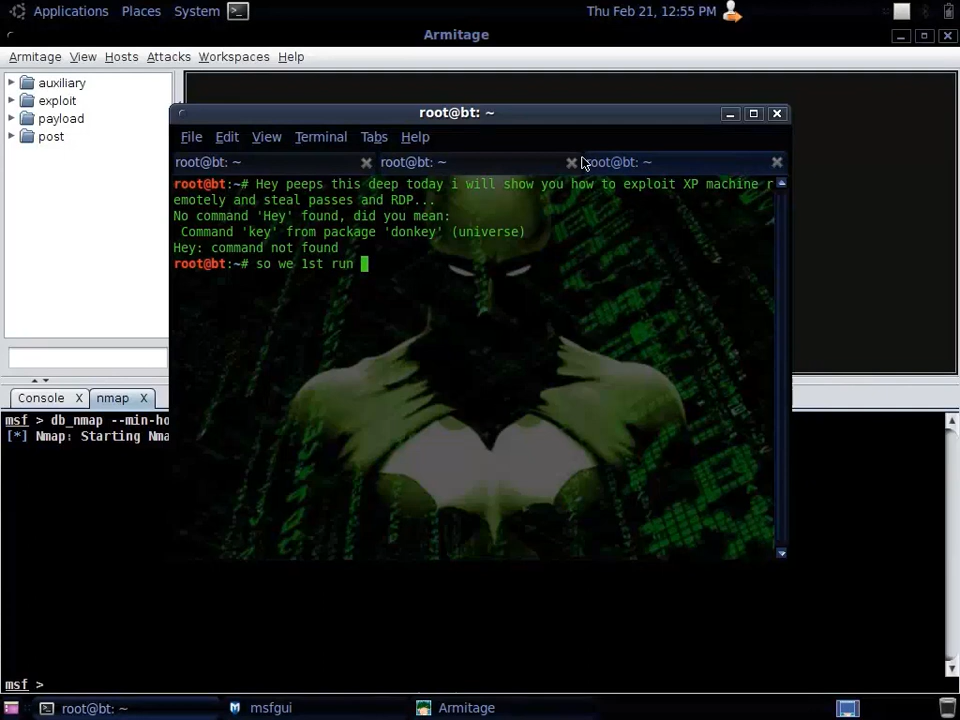 Applications Places System Thu Feb 21, 12:55 PM
Armitage
Armitage View Hosts Attacks Workspaces Help
auxiliary
exploit
payload
post
root@bt: ~
File Edit View Terminal Tabs Help
root@bt: ~ root@bt: ~ root@bt: ~
root@bt:~# Hey peeps this deep today i will show you how to exploit XP machine r
emotely and steal passes and RDP...
No command 'Hey' found, did you mean:
Command 'key' from package 'donkey' (universe)
Hey: command not found
root@bt:~# so we 1st run
Console X nmap X
msf > db_nmap --min-ho
[*] Nmap: Starting Nma
msf >
root@bt: ~ msfgui Armitage